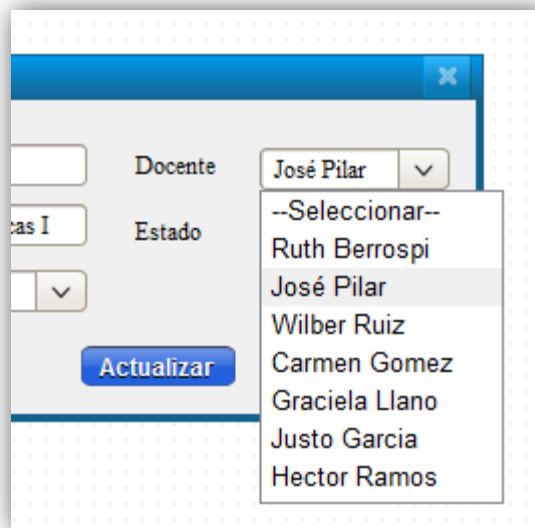 Docente José Pilar
cas I Estado
--Seleccionar--
Ruth Berrospi
José Pilar
Wilber Ruiz
Actualizar
Carmen Gomez
Graciela Llano
Justo Garcia
Hector Ramos